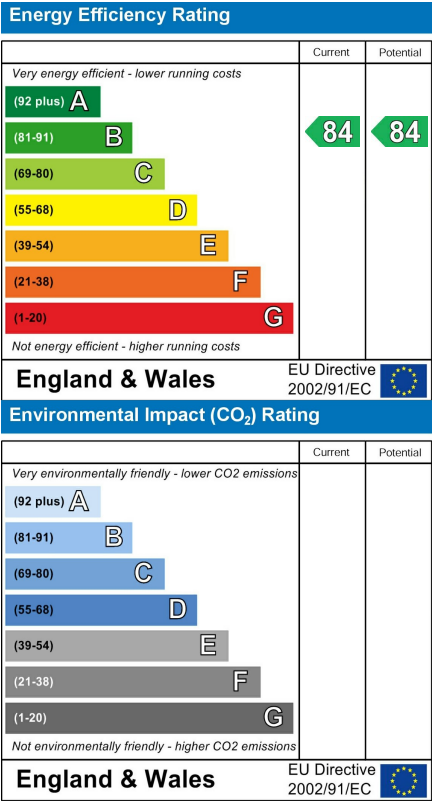 Energy Efficiency Rating
Current Potential
Very energy efficient - lower running costs
(92 plus) A
(81-91) B 84 84
(69-80) C
(55-68) D
(39-54) E
(21-38) F
(1-20) G
Not energy efficient - higher running costs
England & Wales EU Directive
2002/91/EC
Environmental Impact (CO₂) Rating
Current Potential
Very environmentally friendly - lower CO2 emissions
(92 plus) A
(81-91) B
(69-80) C
(55-68) D
(39-54) E
(21-38) F
(1-20) G
Not environmentally friendly - higher CO2 emissions
England & Wales EU Directive
2002/91/EC